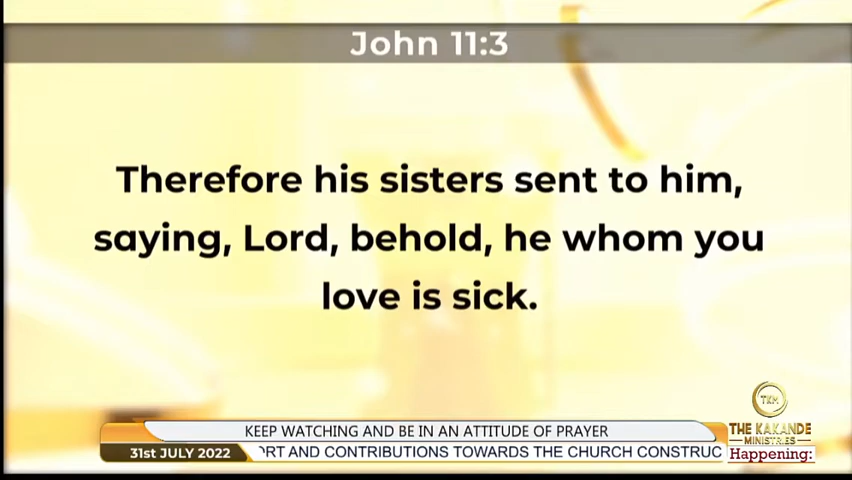 John 11:3
Therefore his sisters sent to him,
saying, Lord, behold, he whom you
love is sick.
TKM
THE KAKANDE
MINISTRIES
Happening:
KEEP WATCHING AND BE IN AN ATTITUDE OF PRAYER
31st JULY 2022
AND CONTRIBUTIONS TOWARDS THE CHURCH